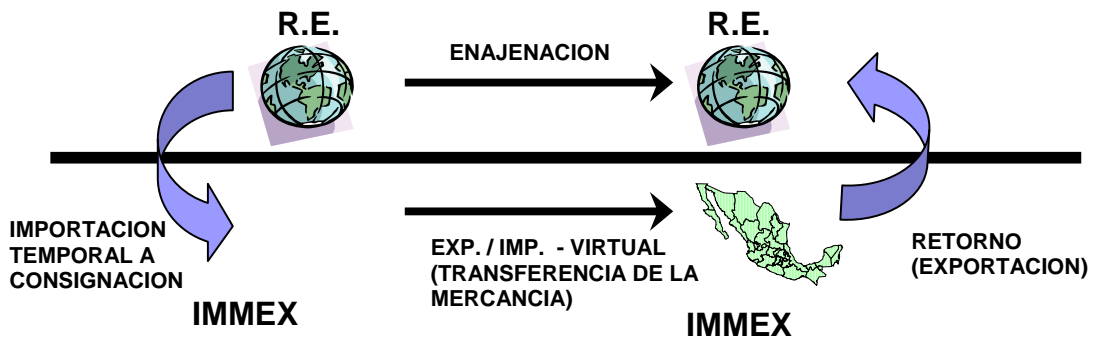 R.E.
ENAJENACION
R.E.
IMPORTACION
TEMPORAL A
CONSIGNACION
EXP. / IMP. - VIRTUAL
(TRANSFERENCIA DE LA
MERCANCIA)
RETORNO
(EXPORTACION)
IMMEX
IMMEX